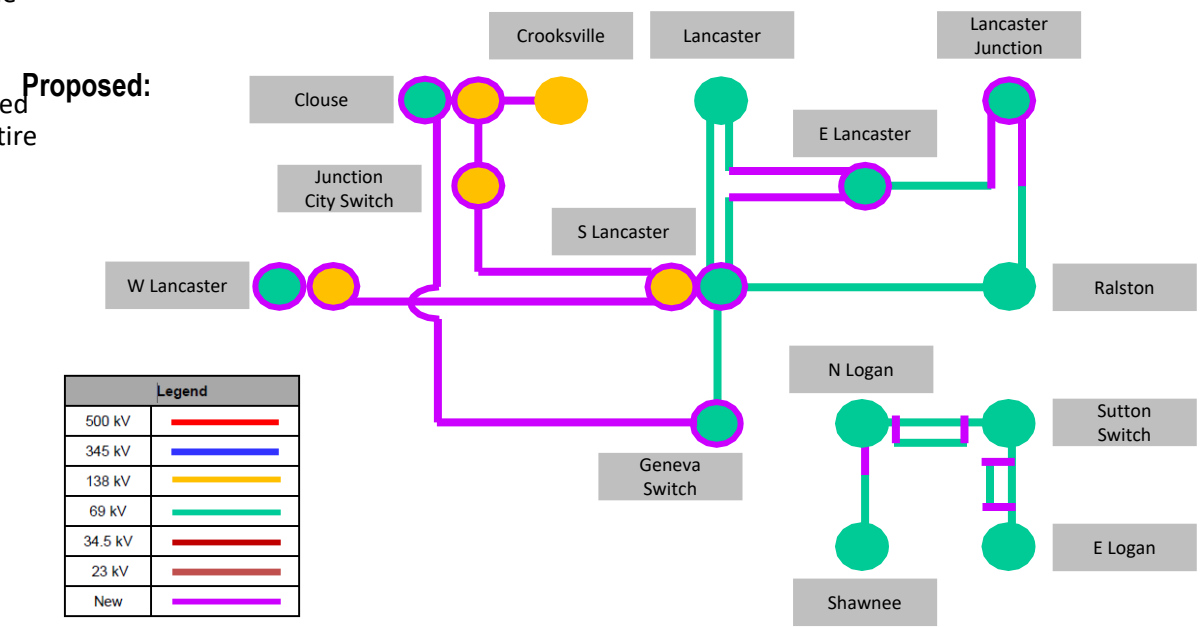 Proposed:
ed
tire
Crooksville
Lancaster
Lancaster
Junction
Clouse
E Lancaster
Junction
City Switch
S Lancaster
W Lancaster
Ralston
N Logan
Sutton
Switch
Geneva
Switch
E Logan
Shawnee
Legend
500 kV
345 kV
138 kV
69 kV
34.5 kV
23 kV
New